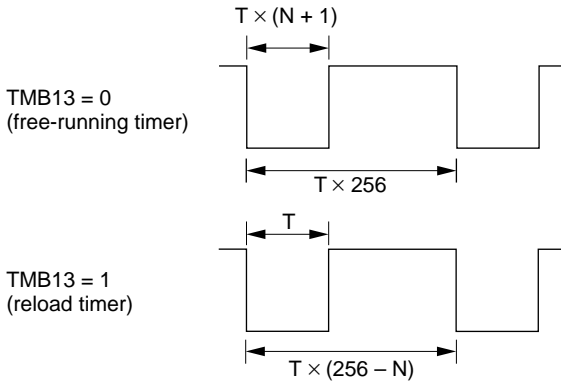 T × (N + 1)
TMB13 = 0
(free-running timer)
T × 256
T
TMB13 = 1
(reload timer)
T × (256 – N)